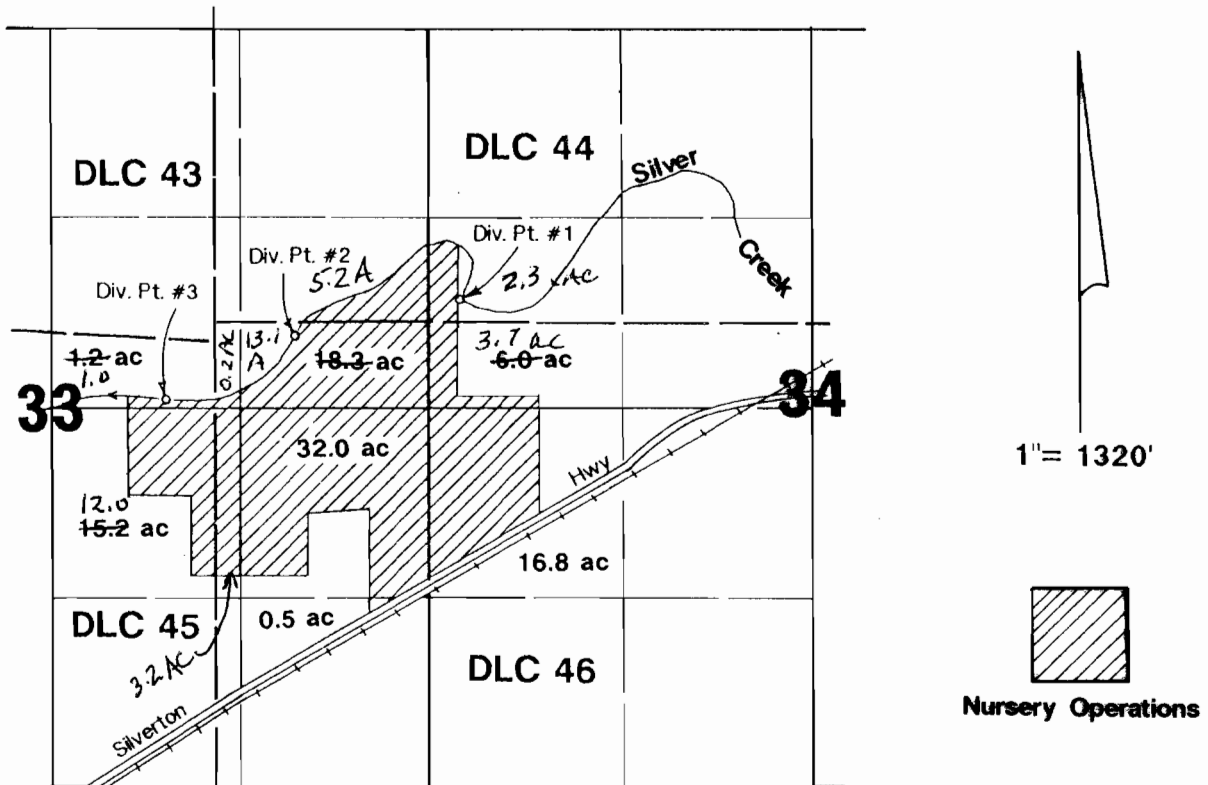 DLC 43
DLC 44
Silver
Creek
Div. Pt. #1
Div. Pt. #2
5.2 A
2.3 AC
Div. Pt. #3
1.2 ac
1.0
0.2 AC
13.1
A
18.3 ac
3.7 ac
6.0 ac
33
34
32.0 ac
1"= 1320'
Hwy
12.0
15.2 ac
16.8 ac
0.5 ac
DLC 45
3.2 AC
DLC 46
Silverton
Nursery Operations